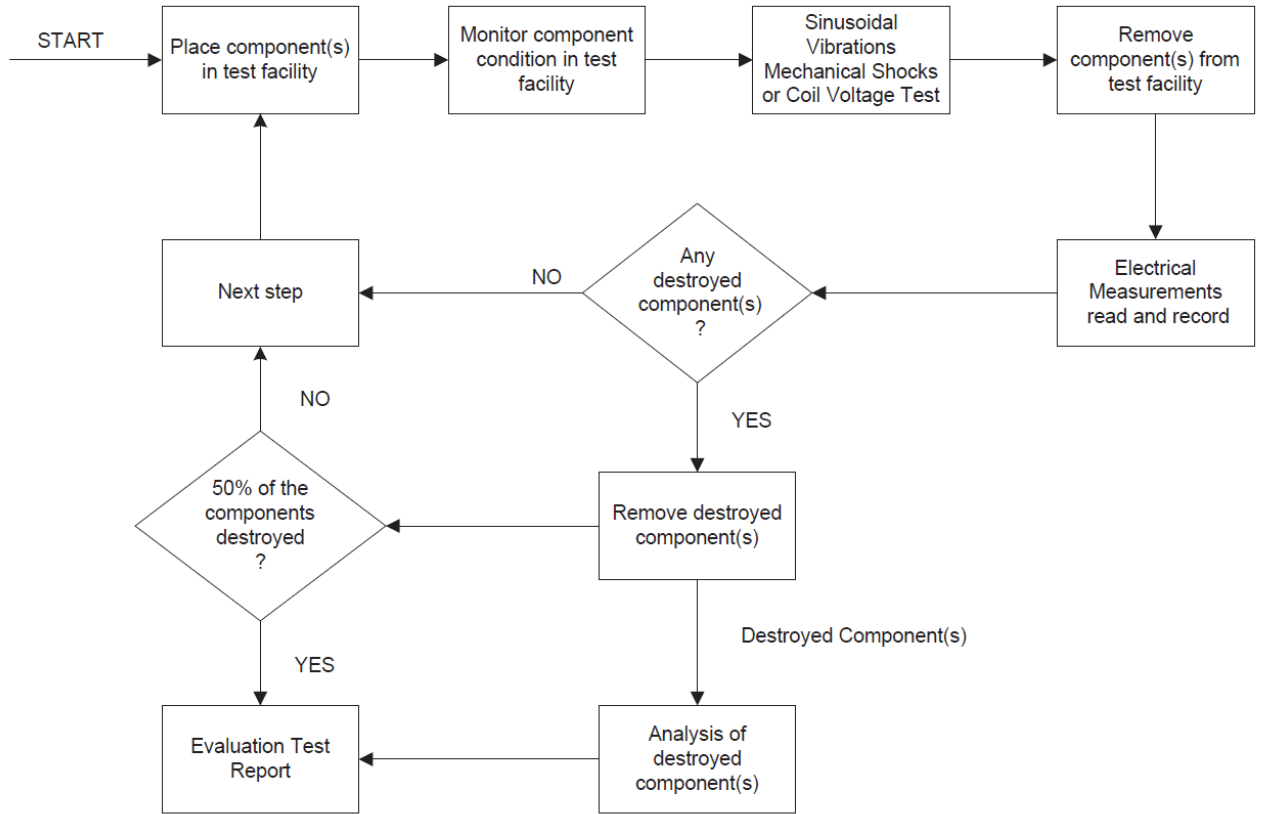 START
Place component(s)
in test facility
Monitor component
condition in test
facility
Sinusoidal
Vibrations
Mechanical Shocks
or Coil Voltage Test
Remove
component(s) from
test facility
Electrical
Measurements
read and record
Any
destroyed
component(s)
?
NO
Next step
YES
Remove destroyed
component(s)
50% of the
components
destroyed
?
NO
YES
Destroyed Component(s)
Analysis of
destroyed
component(s)
Evaluation Test
Report